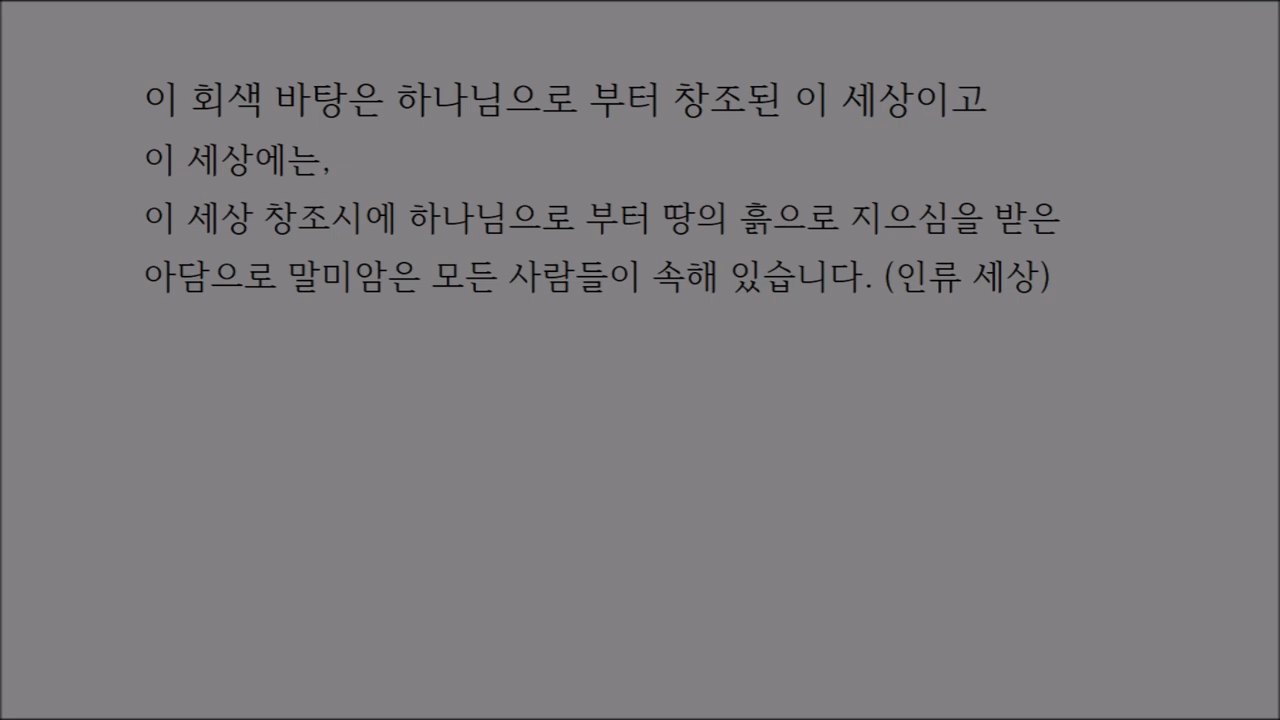 이 회색 바탕은 하나님으로 부터 창조된 이 세상이고
이 세상에는,
이 세상 창조시에 하나님으로 부터 땅의 흙으로 지으심을 받은
아담으로 말미암은 모든 사람들이 속해 있습니다. (인류 세상)